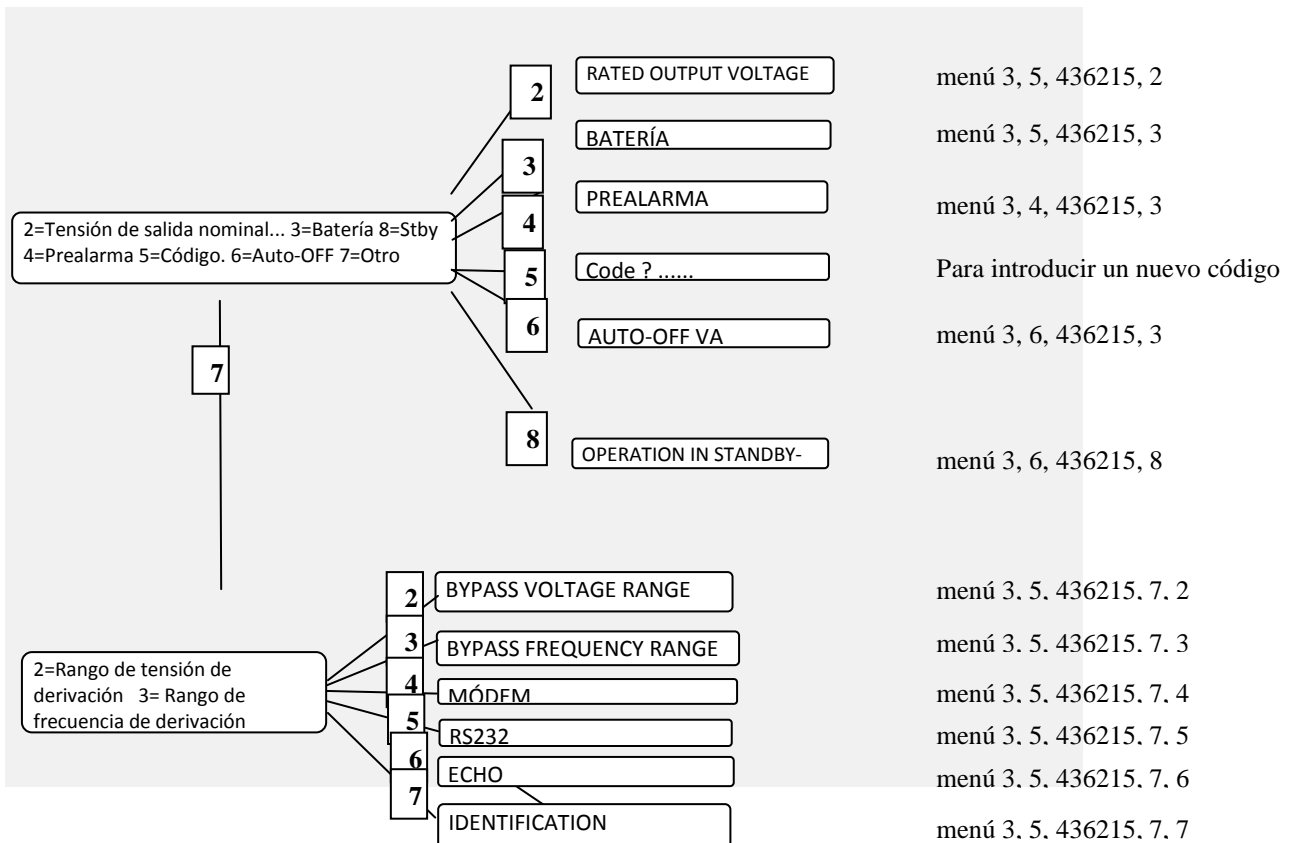 2
RATED OUTPUT VOLTAGE
menú 3, 5, 436215, 2
BATERÍA
menú 3, 5, 436215, 3
3
PREALARMA
menú 3, 4, 436215, 3
4
2=Tensión de salida nominal... 3=Batería 8=Stby
4=Prealarma 5=Código. 6=Auto-OFF 7=Otro
5
Code ? ......
Para introducir un nuevo código
6
AUTO-OFF VA
menú 3, 6, 436215, 3
7
8
OPERATION IN STANDBY-
menú 3, 6, 436215, 8
2
BYPASS VOLTAGE RANGE
menú 3, 5, 436215, 7, 2
3
BYPASS FREQUENCY RANGE
menú 3, 5, 436215, 7, 3
2=Rango de tensión de
derivación 3= Rango de
frecuencia de derivación
4
MÓDEM
menú 3, 5, 436215, 7, 4
5
RS232
menú 3, 5, 436215, 7, 5
6
ECHO
menú 3, 5, 436215, 7, 6
7
IDENTIFICATION
menú 3, 5, 436215, 7, 7